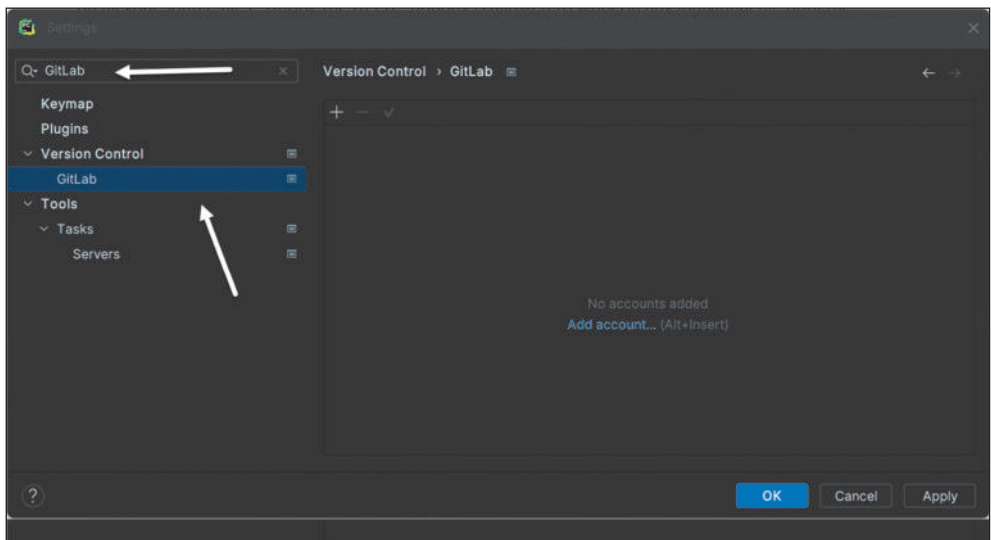 Settings
GitLab
Version Control › GitLab
Keymap
Plugins
Version Control
GitLab
Tools
Tasks
Servers
No accounts added
Add account... (Alt+Insert)
?
OK Cancel Apply